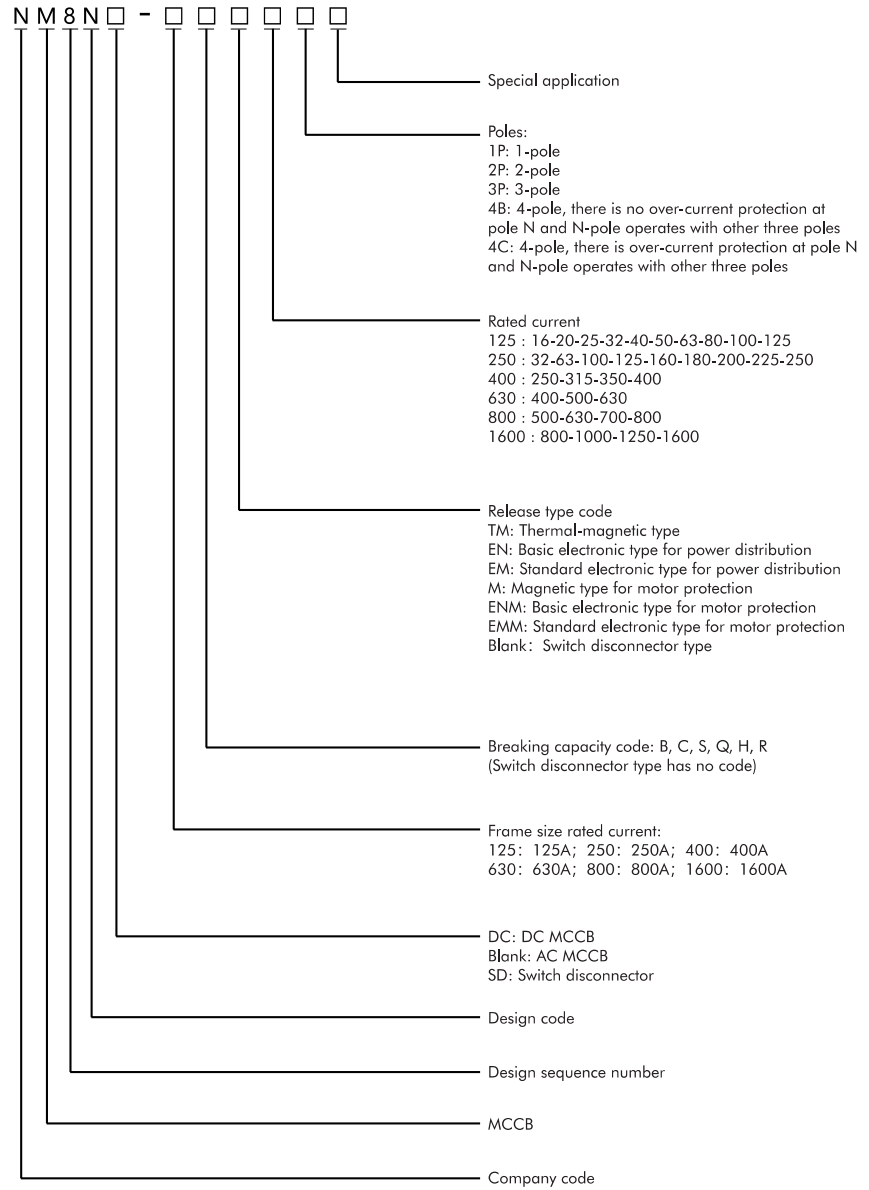 NM8N□-□□□□□□
Special application
Poles:
1P: 1-pole
2P: 2-pole
3P: 3-pole
4B: 4-pole, there is no over-current protection at
pole N and N-pole operates with other three poles
4C: 4-pole, there is over-current protection at pole N
and N-pole operates with other three poles
Rated current
125 : 16-20-25-32-40-50-63-80-100-125
250 : 32-63-100-125-160-180-200-225-250
400 : 250-315-350-400
630 : 400-500-630
800 : 500-630-700-800
1600 : 800-1000-1250-1600
Release type code
TM: Thermal-magnetic type
EN: Basic electronic type for power distribution
EM: Standard electronic type for power distribution
M: Magnetic type for motor protection
ENM: Basic electronic type for motor protection
EMM: Standard electronic type for motor protection
Blank: Switch disconnector type
Breaking capacity code: B, C, S, Q, H, R
(Switch disconnector type has no code)
Frame size rated current:
125: 125A; 250: 250A; 400: 400A
630: 630A; 800: 800A; 1600: 1600A
DC: DC MCCB
Blank: AC MCCB
SD: Switch disconnector
Design code
Design sequence number
MCCB
Company code